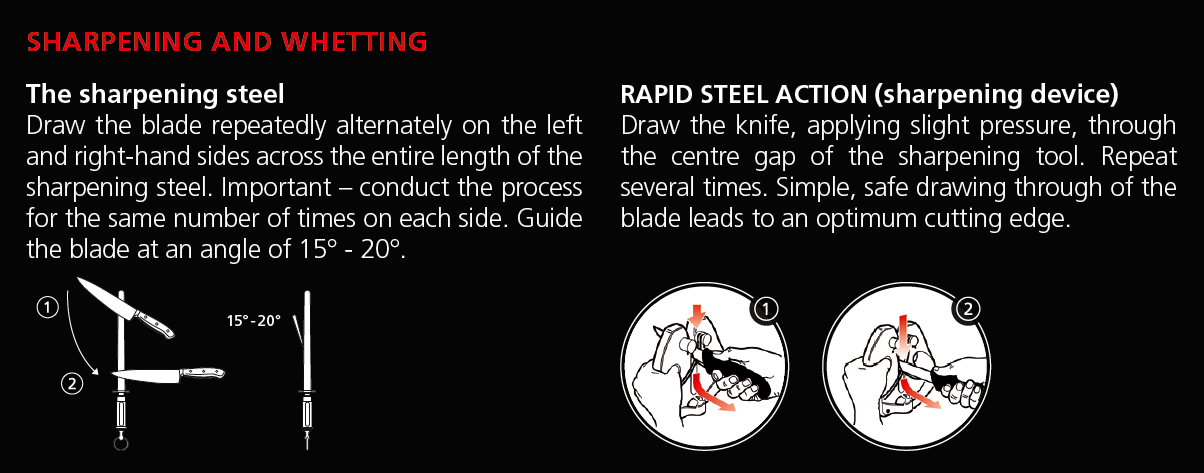 SHARPENING AND WHETTING
The sharpening steel
Draw the blade repeatedly alternately on the left
and right-hand sides across the entire length of the
sharpening steel. Important – conduct the process
for the same number of times on each side. Guide
the blade at an angle of 15° - 20°.
1
2
15°-20°
RAPID STEEL ACTION (sharpening device)
Draw the knife, applying slight pressure, through
the centre gap of the sharpening tool. Repeat
several times. Simple, safe drawing through of the
blade leads to an optimum cutting edge.
1
2